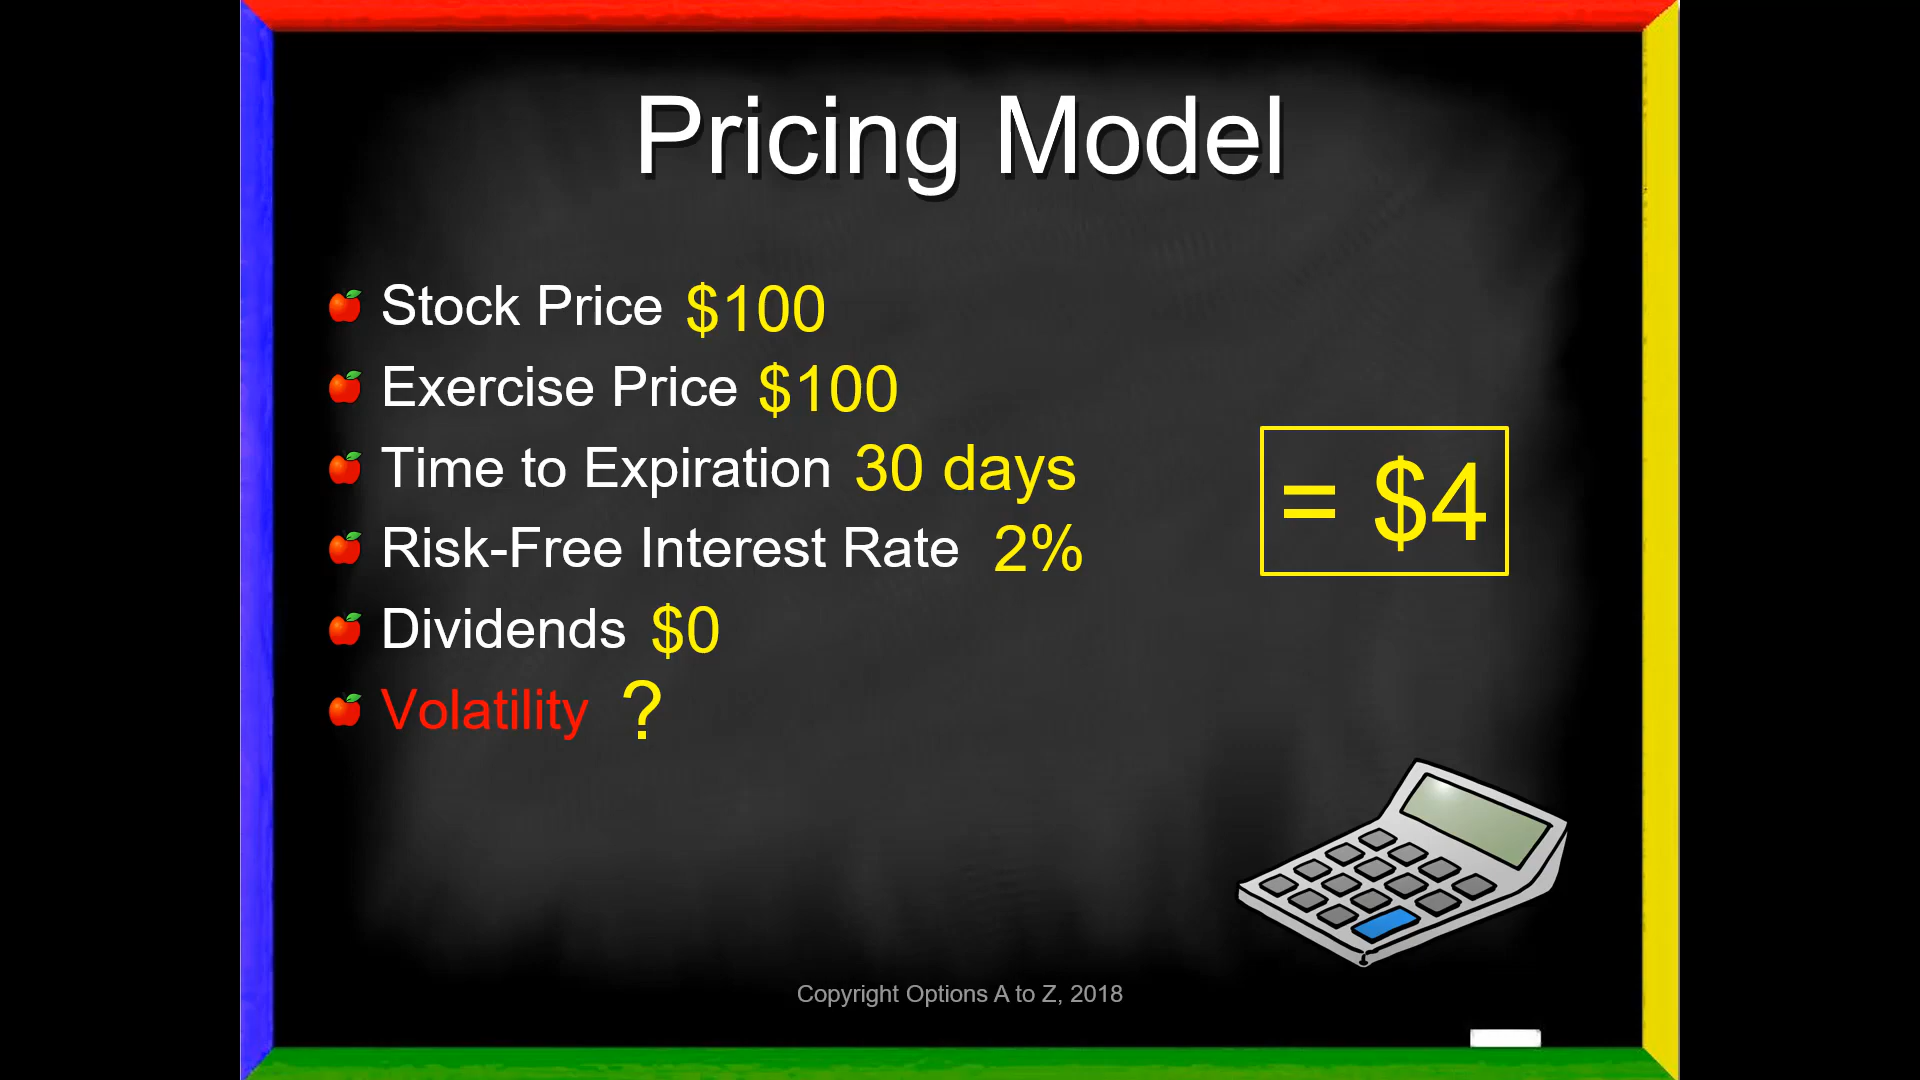 Pricing Model
Stock Price $100
Exercise Price $100
Time to Expiration 30 days
Risk-Free Interest Rate 2%
Dividends $0
Volatility ?
= $4
Copyright Options A to Z, 2018